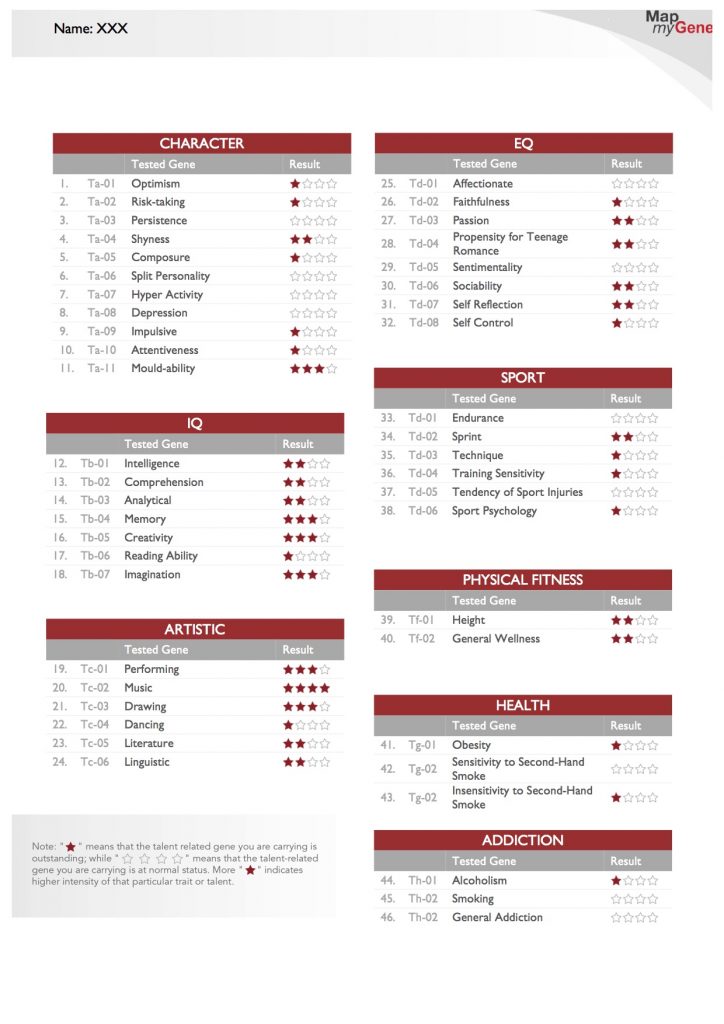 Name: XXX
Map
myGene
CHARACTER
Tested Gene Result
1. Ta-01 Optimism ★☆☆☆
2. Ta-02 Risk-taking ★☆☆☆
3. Ta-03 Persistence ☆☆☆☆
4. Ta-04 Shyness ★★☆☆
5. Ta-05 Composure ★☆☆☆
6. Ta-06 Split Personality ☆☆☆☆
7. Ta-07 Hyper Activity ☆☆☆☆
8. Ta-08 Depression ☆☆☆☆
9. Ta-09 Impulsive ★☆☆☆
10. Ta-10 Attentiveness ★☆☆☆
11. Ta-11 Mould-ability ★★★☆
IQ
Tested Gene Result
12. Tb-01 Intelligence ★★☆☆
13. Tb-02 Comprehension ★★☆☆
14. Tb-03 Analytical ★★☆☆
15. Tb-04 Memory ★★★☆
16. Tb-05 Creativity ★★★☆
17. Tb-06 Reading Ability ★☆☆☆
18. Tb-07 Imagination ★★★☆
ARTISTIC
Tested Gene Result
19. Tc-01 Performing ★★★☆
20. Tc-02 Music ★★★★
21. Tc-03 Drawing ★★★☆
22. Tc-04 Dancing ★☆☆☆
23. Tc-05 Literature ★★☆☆
24. Tc-06 Linguistic ★★☆☆
Note: "★" means that the talent related gene you are carrying is
outstanding; while "☆ ☆ ☆ ☆" means that the talent-related
gene you are carrying is at normal status. More "★" indicates
higher intensity of that particular trait or talent.
EQ
Tested Gene Result
25. Td-01 Affectionate ☆☆☆☆
26. Td-02 Faithfulness ★☆☆☆
27. Td-03 Passion ★★☆☆
28. Td-04 Propensity for Teenage
Romance ★★☆☆
29. Td-05 Sentimentality ☆☆☆☆
30. Td-06 Sociability ★★☆☆
31. Td-07 Self Reflection ★★☆☆
32. Td-08 Self Control ★☆☆☆
SPORT
Tested Gene Result
33. Td-01 Endurance ☆☆☆☆
34. Td-02 Sprint ★★☆☆
35. Td-03 Technique ★☆☆☆
36. Td-04 Training Sensitivity ★☆☆☆
37. Td-05 Tendency of Sport Injuries ☆☆☆☆
38. Td-06 Sport Psychology ★☆☆☆
PHYSICAL FITNESS
Tested Gene Result
39. Tf-01 Height ★★☆☆
40. Tf-02 General Wellness ★★☆☆
HEALTH
Tested Gene Result
41. Tg-01 Obesity ★☆☆☆
42. Tg-02 Sensitivity to Second-Hand
Smoke ☆☆☆☆
43. Tg-02 Insensitivity to Second-Hand
Smoke ★☆☆☆
ADDICTION
Tested Gene Result
44. Th-01 Alcoholism ★☆☆☆
45. Th-02 Smoking ☆☆☆☆
46. Th-02 General Addiction ☆☆☆☆